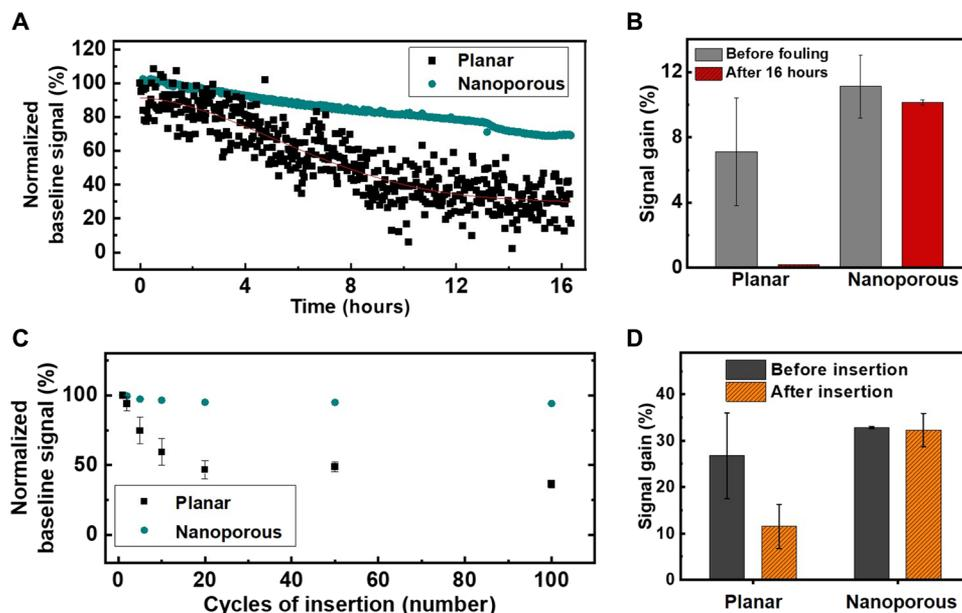 A
Normalized
baseline signal (%)
120
100
80
60
40
20
0
Planar
Nanoporous
0
4
8
12
16
Time (hours)
B
Signal gain (%)
12
8
4
0
Before fouling
After 16 hours
Planar
Nanoporous
C
Normalized
baseline signal (%)
100
50
0
Planar
Nanoporous
0
20
40
60
80
100
Cycles of insertion (number)
D
Signal gain (%)
40
30
20
10
0
Before insertion
After insertion
Planar
Nanoporous